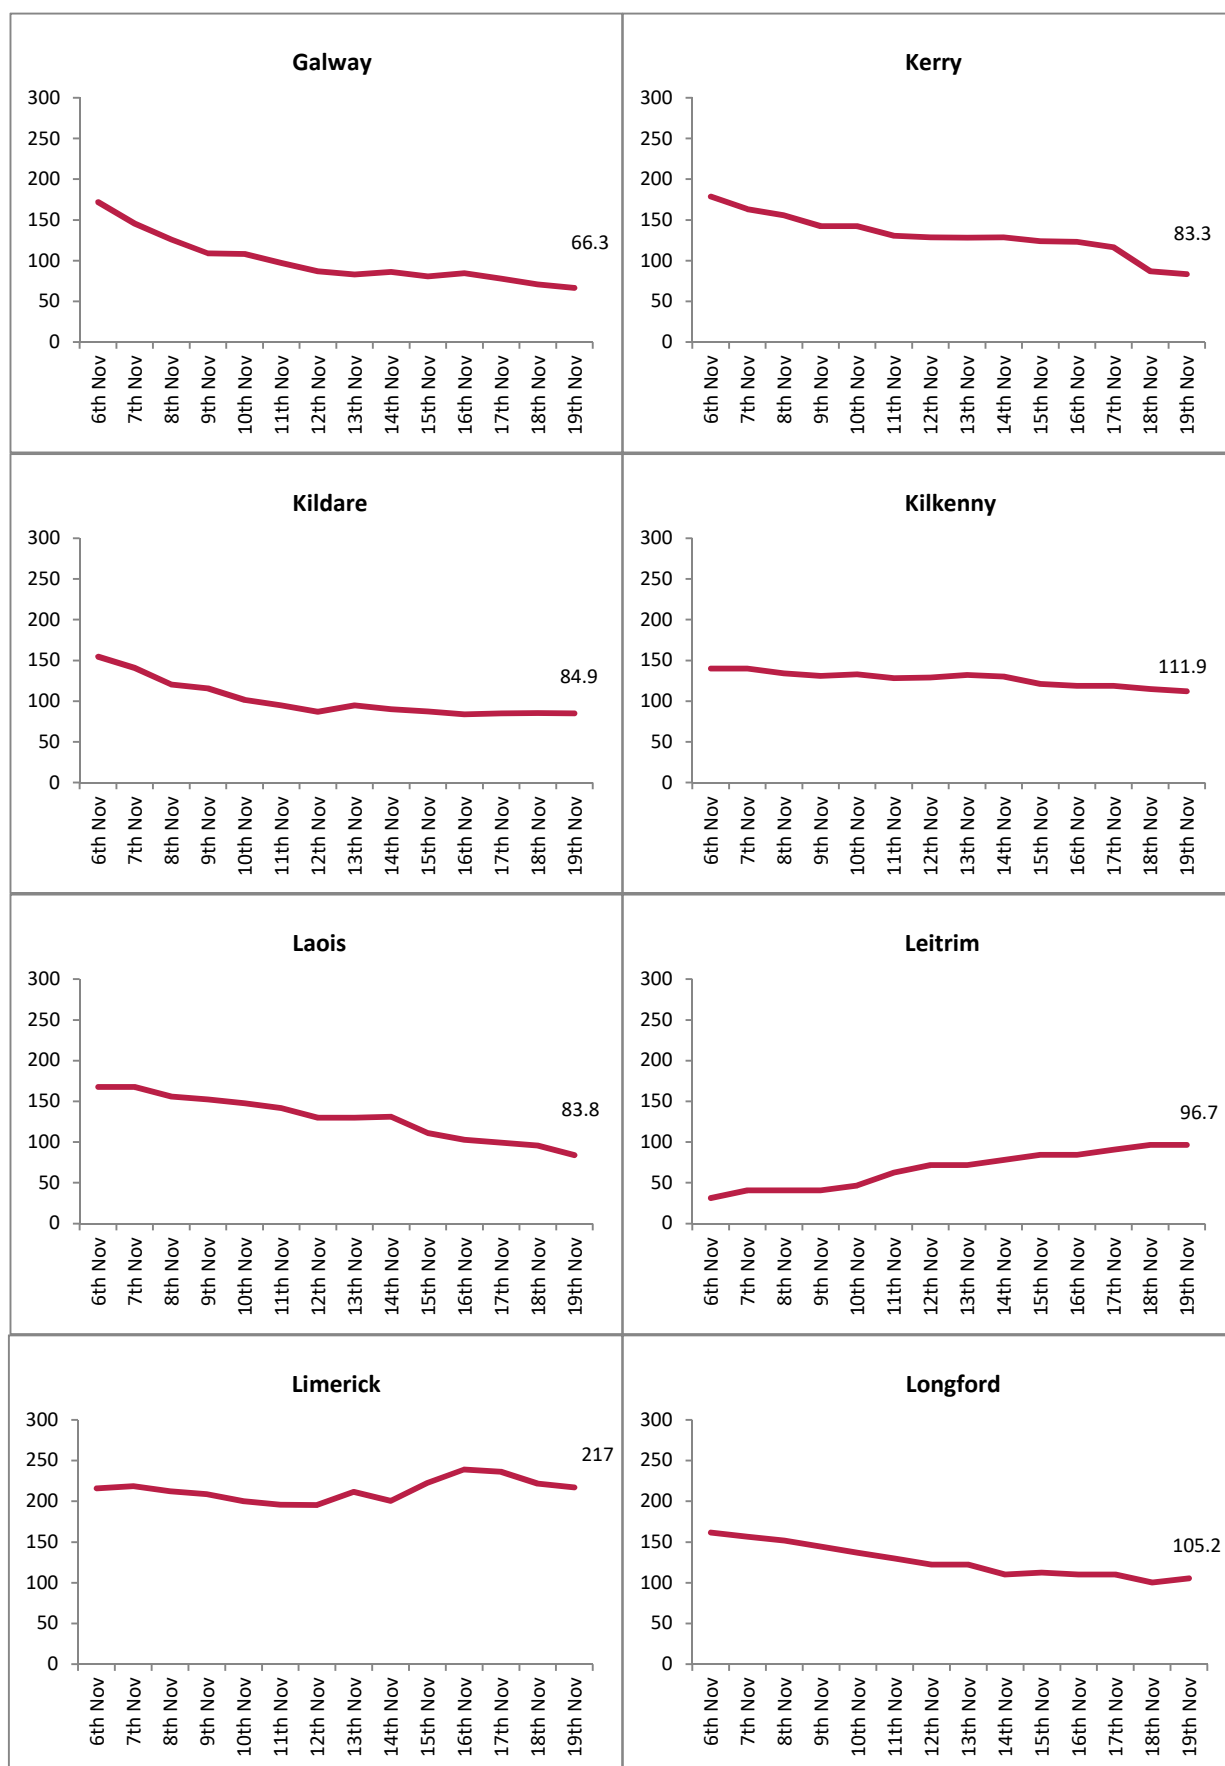 Galway
300
250
200
150
100
50
0
66.3
6th Nov
7th Nov
8th Nov
9th Nov
10th Nov
11th Nov
12th Nov
13th Nov
14th Nov
15th Nov
16th Nov
17th Nov
18th Nov
19th Nov
Kerry
300
250
200
150
100
50
0
83.3
6th Nov
7th Nov
8th Nov
9th Nov
10th Nov
11th Nov
12th Nov
13th Nov
14th Nov
15th Nov
16th Nov
17th Nov
18th Nov
19th Nov
Kildare
300
250
200
150
100
50
0
84.9
6th Nov
7th Nov
8th Nov
9th Nov
10th Nov
11th Nov
12th Nov
13th Nov
14th Nov
15th Nov
16th Nov
17th Nov
18th Nov
19th Nov
Kilkenny
300
250
200
150
100
50
0
111.9
6th Nov
7th Nov
8th Nov
9th Nov
10th Nov
11th Nov
12th Nov
13th Nov
14th Nov
15th Nov
16th Nov
17th Nov
18th Nov
19th Nov
Laois
300
250
200
150
100
50
0
83.8
6th Nov
7th Nov
8th Nov
9th Nov
10th Nov
11th Nov
12th Nov
13th Nov
14th Nov
15th Nov
16th Nov
17th Nov
18th Nov
19th Nov
Leitrim
300
250
200
150
100
50
0
96.7
6th Nov
7th Nov
8th Nov
9th Nov
10th Nov
11th Nov
12th Nov
13th Nov
14th Nov
15th Nov
16th Nov
17th Nov
18th Nov
19th Nov
Limerick
300
250
200
150
100
50
0
217
6th Nov
7th Nov
8th Nov
9th Nov
10th Nov
11th Nov
12th Nov
13th Nov
14th Nov
15th Nov
16th Nov
17th Nov
18th Nov
19th Nov
Longford
300
250
200
150
100
50
0
105.2
6th Nov
7th Nov
8th Nov
9th Nov
10th Nov
11th Nov
12th Nov
13th Nov
14th Nov
15th Nov
16th Nov
17th Nov
18th Nov
19th Nov